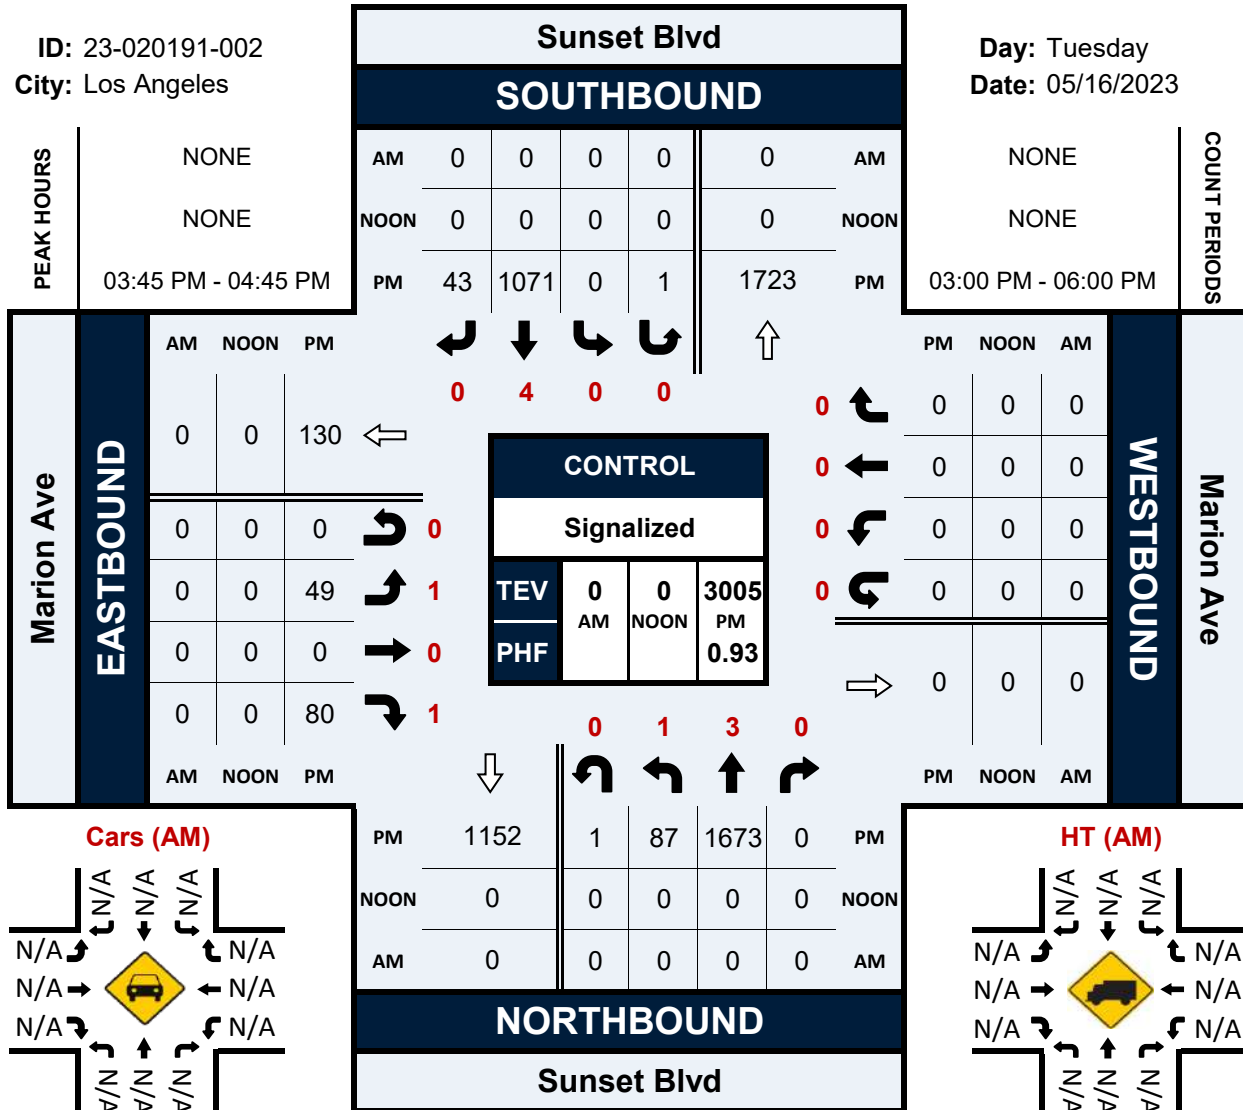 Sunset Blvd
ID: 23-020191-002
Day: Tuesday
City: Los Angeles
Date: 05/16/2023
SOUTHBOUND
PEAK HOURS
NONE
AM 0 0 0 0 0 AM
NONE
COUNT PERIODS
NONE
NOON 0 0 0 0 0 NOON
NONE
03:45 PM - 04:45 PM
PM 43 1071 0 1 1723 PM
03:00 PM - 06:00 PM
AM NOON PM
PM NOON AM
0 4 0 0
Marion Ave
EASTBOUND
0 0 130
0 0 0 0
0 0 49 1
0 0 0 0
0 0 80 1
AM NOON PM
CONTROL
Signalized
TEV 0 0 3005
AM NOON PM
PHF 0.93
0 0 0 0
0 0 0 0
0 0 0 0
0 0 0 0
0 0 0
PM NOON AM
WESTBOUND
Marion Ave
0 1 3 0
PM 1152 1 87 1673 0 PM
NOON 0 0 0 0 0 NOON
AM 0 0 0 0 0 AM
NORTHBOUND
Sunset Blvd
Cars (AM)
N/A N/A N/A
N/A N/A
N/A N/A
N/A N/A
N/A N/A N/A
HT (AM)
N/A N/A N/A
N/A N/A
N/A N/A
N/A N/A
N/A N/A N/A